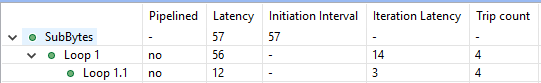 Pipelined Latency Initiation Interval Iteration Latency Trip count
SubBytes - 57 57 - -
Loop 1 no 56 - 14 4
Loop 1.1 no 12 - 3 4